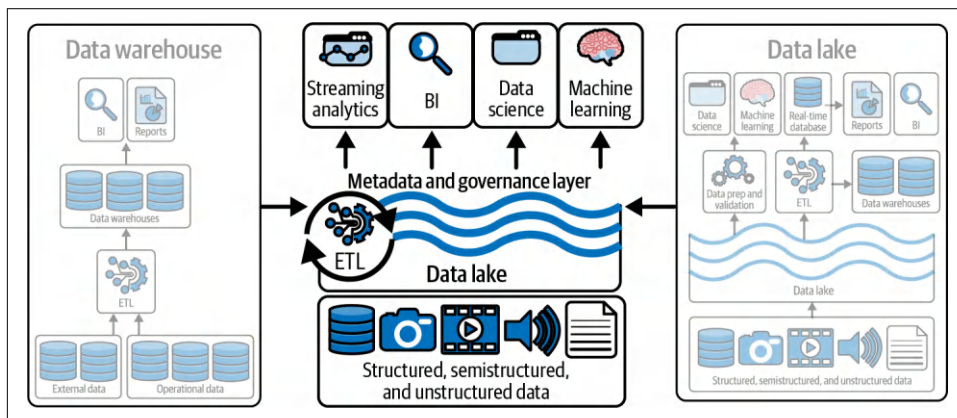 Data warehouse
BI
Reports
Data warehouses
ETL
External data
Operational data
Streaming
analytics
BI
Data
science
Machine
learning
Metadata and governance layer
ETL
Data lake
Structured, semistructured,
and unstructured data
Data lake
Data
science
Machine
learning
Real-time
database
Reports
BI
Data prep and
validation
ETL
Data warehouses
Data lake
Structured, semistructured, and unstructured data